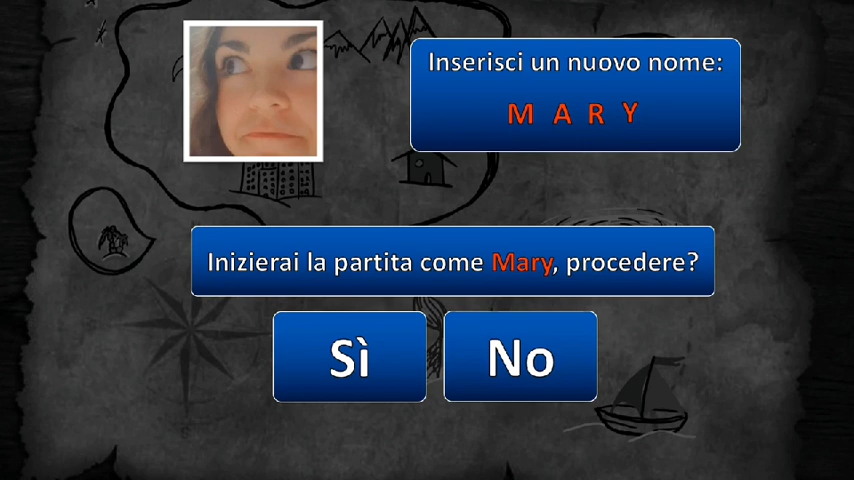 Inserisci un nuovo nome:
M A R Y
Inizierai la partita come Mary, procedere?
Sì
No